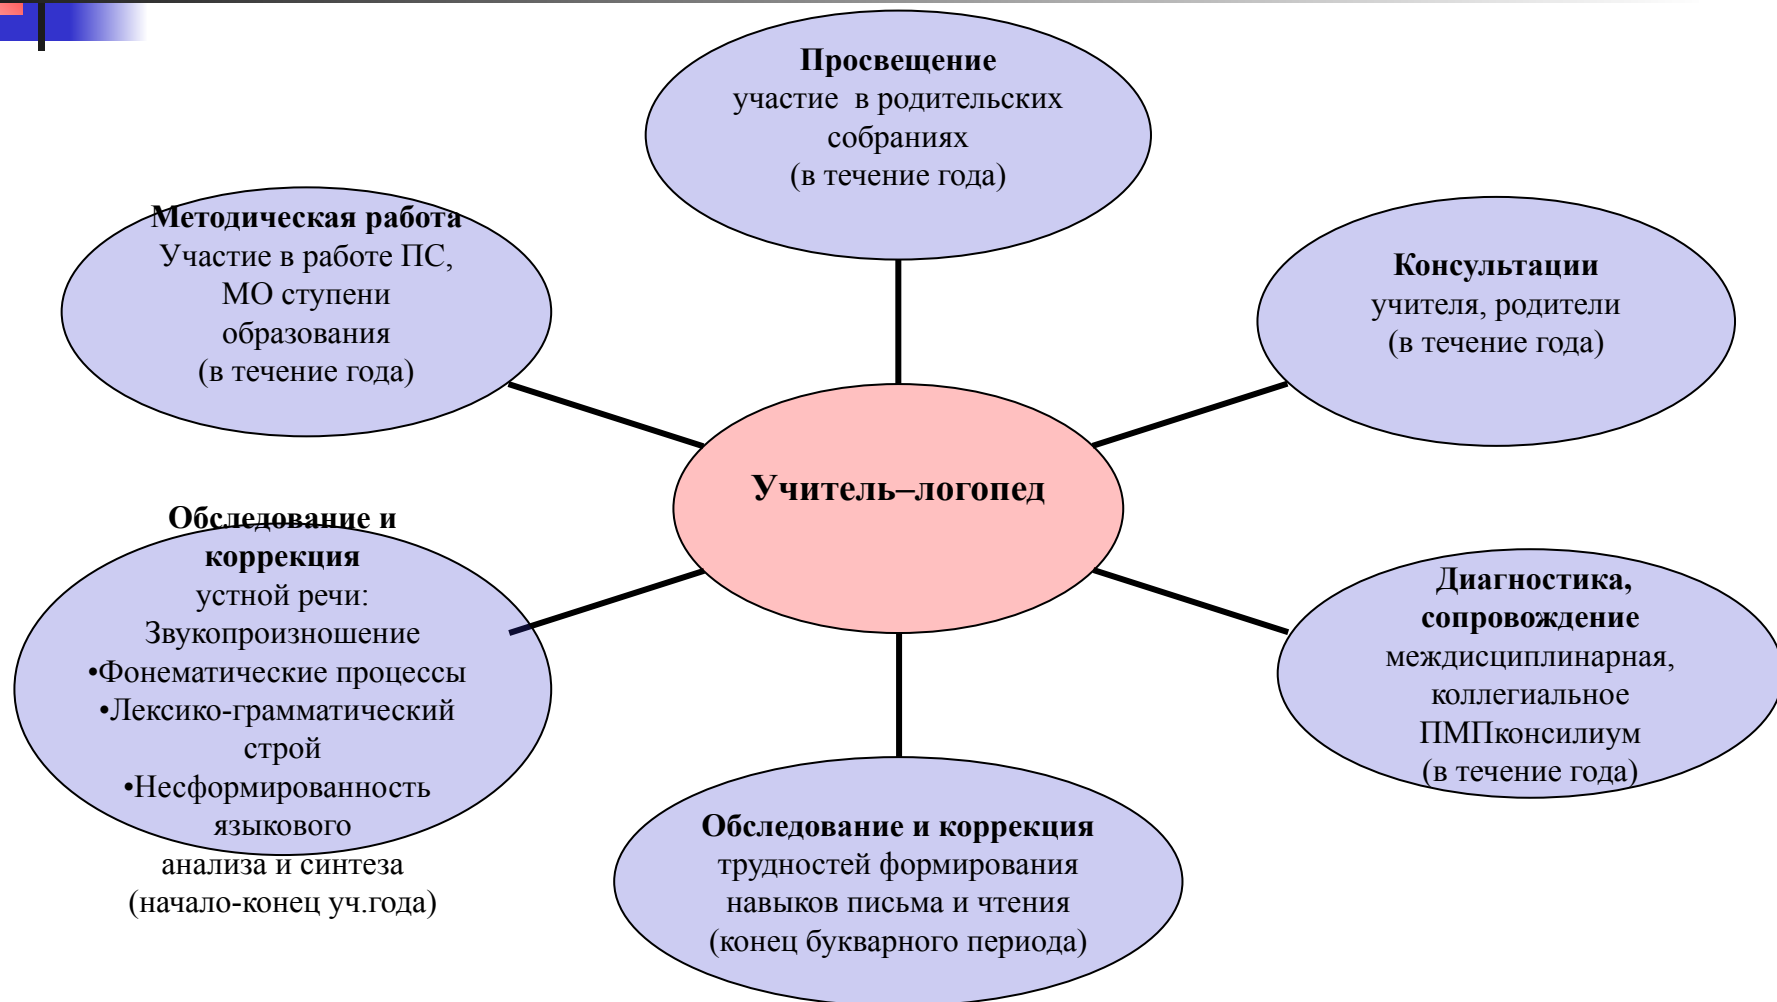 Просвещение
участие в родительских
собраниях
(в течение года)
Методическая работа
Участие в работе ПС,
МО ступени
образования
(в течение года)
Консультации
учителя, родители
(в течение года)
Учитель–логопед
Обследование и
коррекция
устной речи:
Звукопроизношение
•Фонематические процессы
•Лексико-грамматический
строй
•Несформированность
языкового
анализа и синтеза
(начало-конец уч.года)
Диагностика,
сопровождение
междисциплинарная,
коллегиальное
ПМПконсилиум
(в течение года)
Обследование и коррекция
трудностей формирования
навыков письма и чтения
(конец букварного периода)